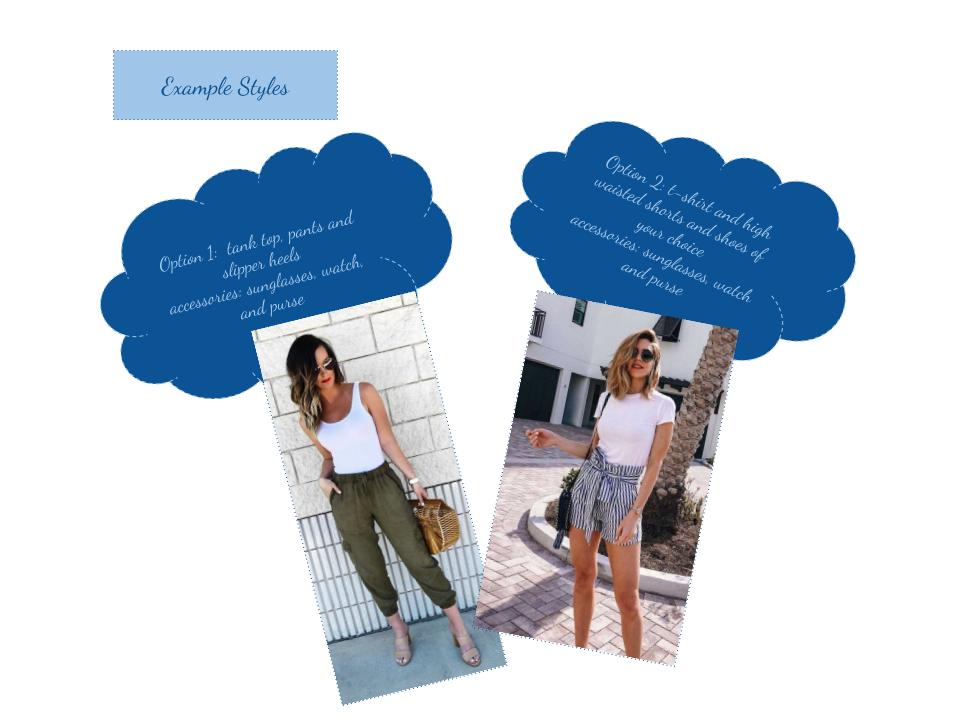 Example Styles
Option 1: tank top, pants and
slipper heels
accessories: sunglasses, watch,
and purse
Option 2: t-shirt and high
waisted shorts and shoes of
your choice
accessories: sunglasses, watch
and purse